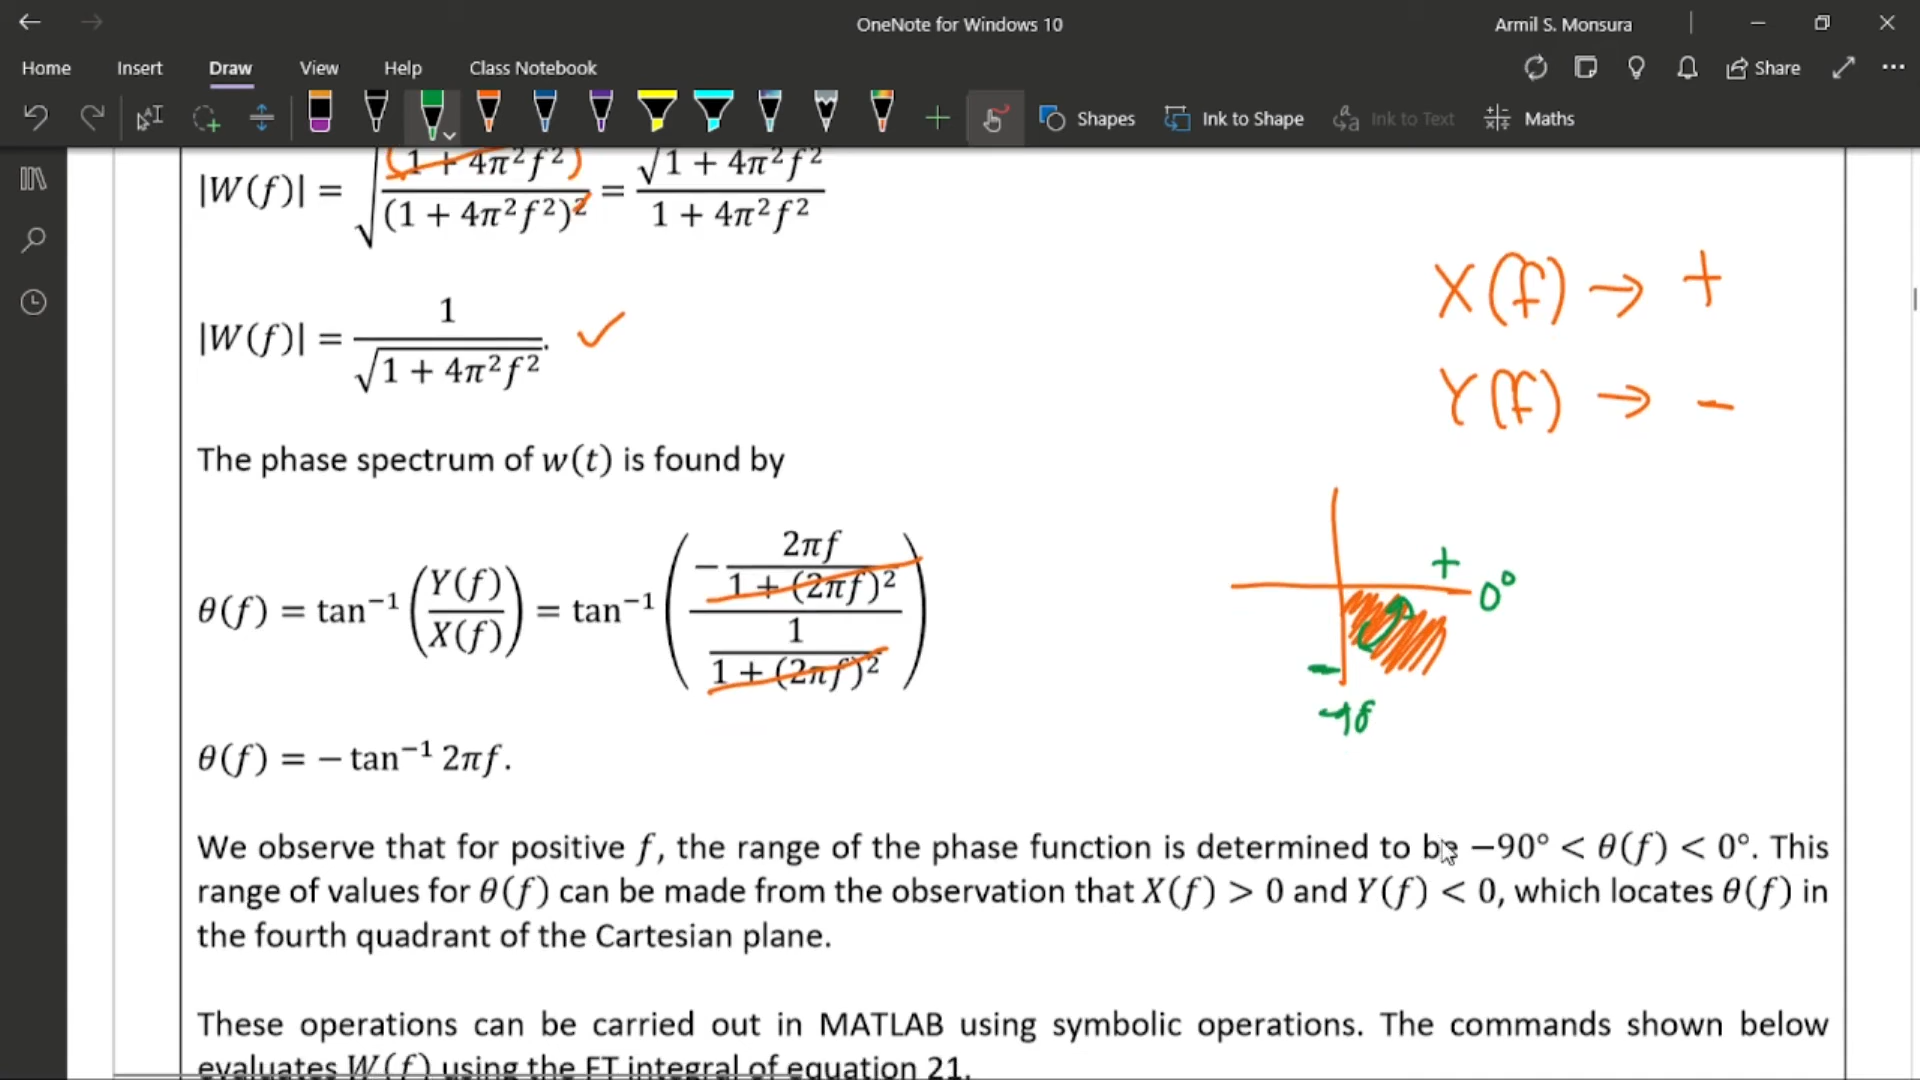 OneNote for Windows 10
Armil S. Monsura
Home Insert Draw View Help Class Notebook
Share
Shapes Ink to Shape Ink to Text Maths
|W(f)| = √((1 + 4π²f²)/(1 + 4π²f²)²) = √(1 + 4π²f²)/(1 + 4π²f²)
X(f) → +
|W(f)| = 1/√(1 + 4π²f²).
Y(f) → -
The phase spectrum of w(t) is found by
θ(f) = tan⁻¹(Y(f)/X(f)) = tan⁻¹((−2πf/(1 + (2πf)²))/(1/(1 + (2πf)²)))
+
0°
-
θ(f) = − tan⁻¹ 2πf.
We observe that for positive f, the range of the phase function is determined to be −90° < θ(f) < 0°. This
range of values for θ(f) can be made from the observation that X(f) > 0 and Y(f) < 0, which locates θ(f) in
the fourth quadrant of the Cartesian plane.
These operations can be carried out in MATLAB using symbolic operations. The commands shown below
evaluates W(f) using the FT integral of equation 21.